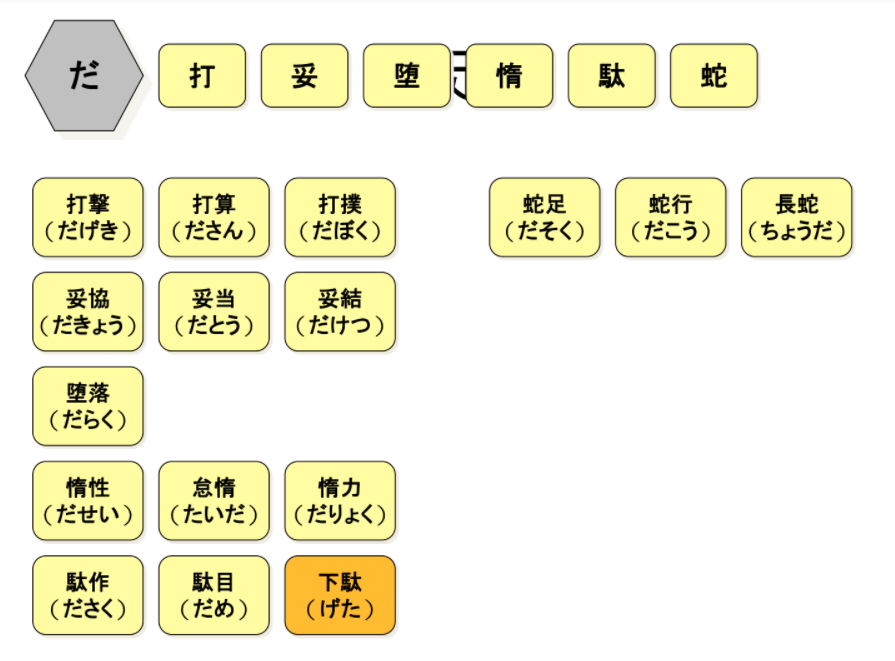 だ 打 妥 堕 惰 駄 蛇
打撃 打算 打撲 蛇足 蛇行 長蛇
(だげき) (ださん) (だぼく) (だそく) (だこう) (ちょうだ)
妥協 妥当 妥結
(だきょう) (だとう) (だけつ)
堕落
(だらく)
惰性 怠惰 惰力
(だせい) (たいだ) (だりょく)
駄作 駄目 下駄
(ださく) (だめ) (げた)